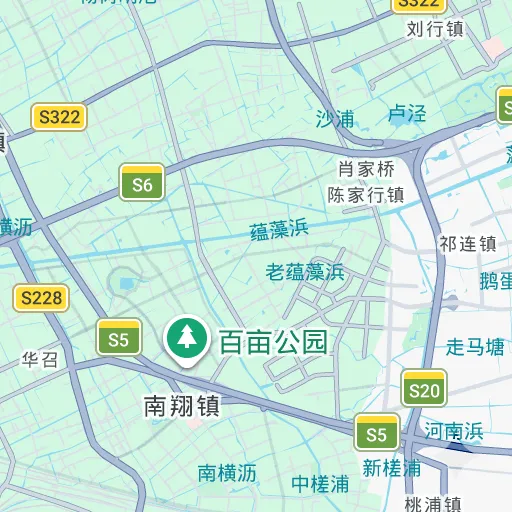 S322
刘行镇
S322
沙浦
卢泾
肖家桥
陈家行镇
S6
横沥
蕴藻浜
祁连镇
老蕴藻浜
鹅蛋
S228
S5
百亩公园
走马塘
华召
S20
南翔镇
S5
河南浜
新槎浦
南横沥
中槎浦
桃浦镇